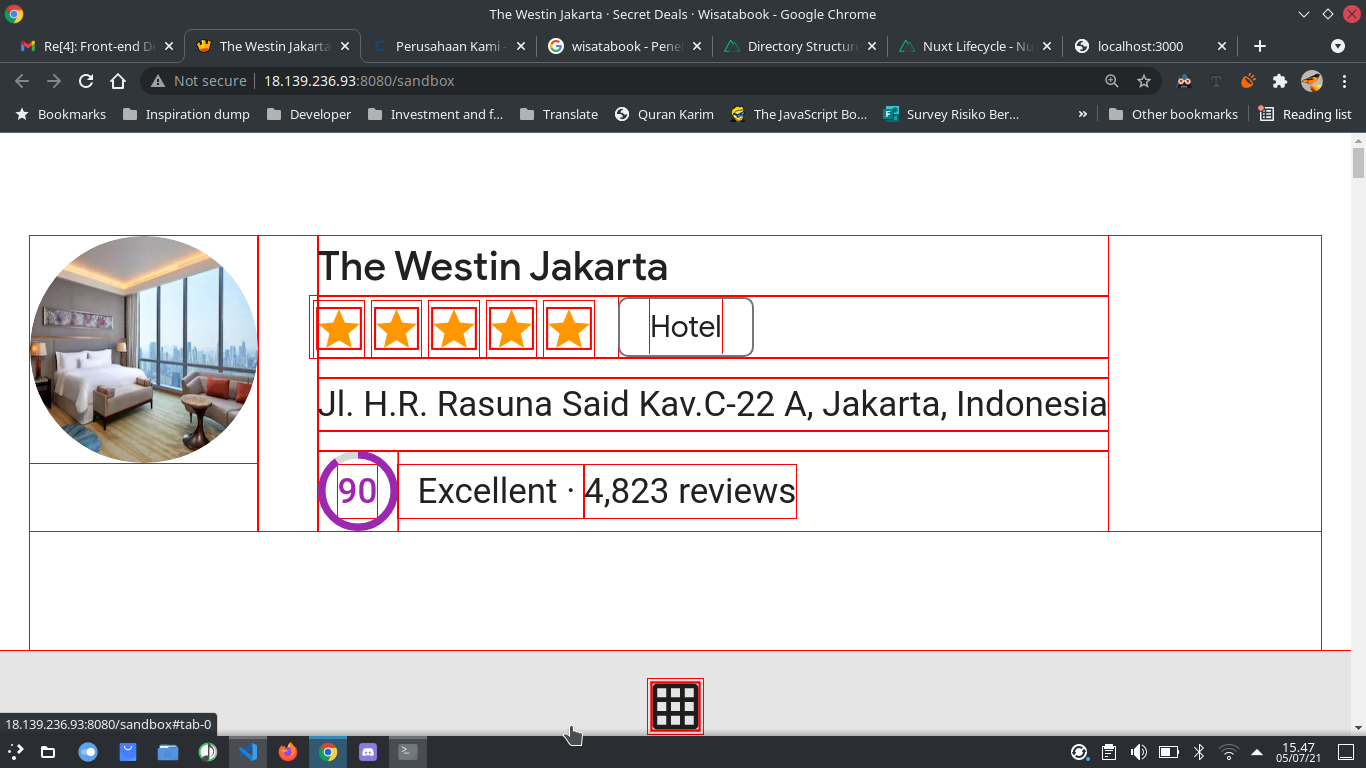 The Westin Jakarta · Secret Deals · Wisatabook - Google Chrome
Re[4]: Front-end D
The Westin Jakarta
Perusahaan Kami -
wisatabook - Penel
Directory Structure
Nuxt Lifecycle - Nu
localhost:3000
Not secure
18.139.236.93:8080/sandbox
Bookmarks
Inspiration dump
Developer
Investment and f...
Translate
Quran Karim
The JavaScript Bo...
Survey Risiko Ber...
»
Other bookmarks
Reading list
The Westin Jakarta
Hotel
Jl. H.R. Rasuna Said Kav.C-22 A, Jakarta, Indonesia
90 Excellent · 4,823 reviews
18.139.236.93:8080/sandbox#tab-0
15.47
05/07/21